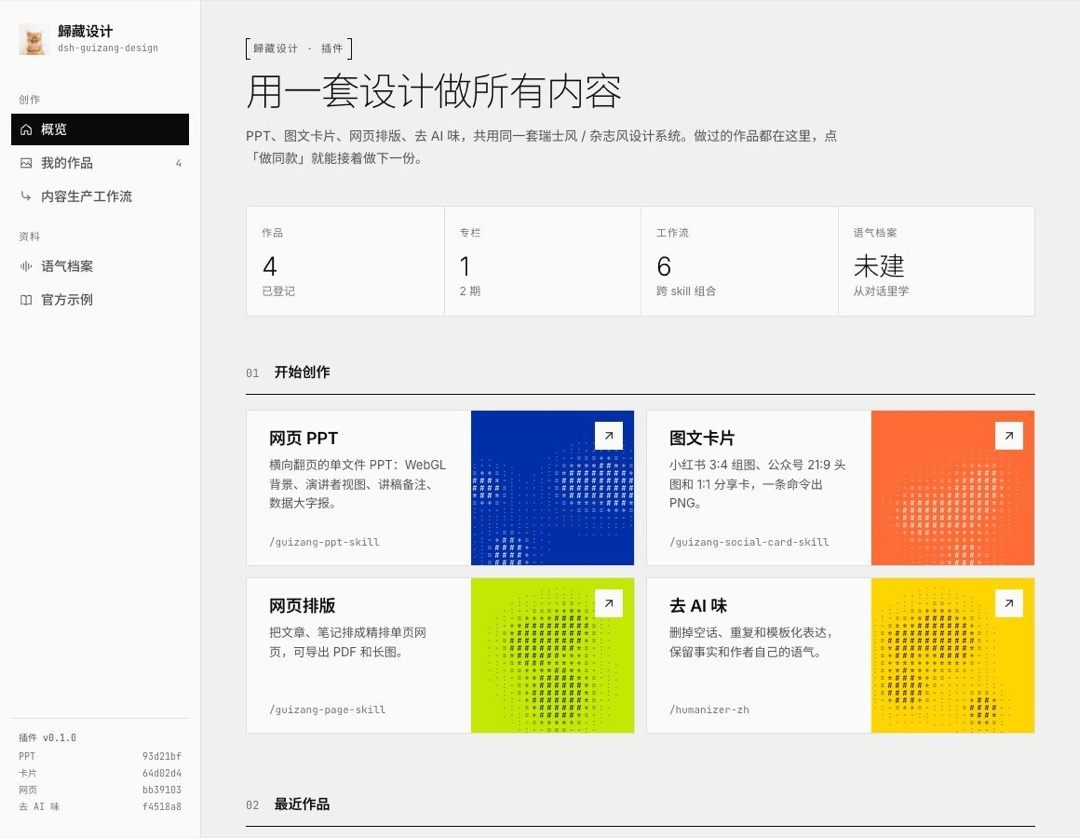 歸藏设计
dsh-guizang-design
创作
概览
我的作品 4
内容生产工作流
资料
语气档案
官方示例
插件 v0.1.0
PPT 93d21bf
卡片 64d02d4
网页 bb39103
去 AI 味 f4518a8
歸藏设计 · 插件
用一套设计做所有内容
PPT、图文卡片、网页排版、去 AI 味，共用同一套瑞士风 / 杂志风设计系统。做过的作品都在这里，点
「做同款」就能接着做下一份。
作品
4
已登记
专栏
1
2 期
工作流
6
跨 skill 组合
语气档案
未建
从对话里学
01 开始创作
网页 PPT
横向翻页的单文件 PPT：WebGL
背景、演讲者视图、讲稿备注、
数据大字报。
/guizang-ppt-skill
图文卡片
小红书 3:4 组图、公众号 21:9 头
图和 1:1 分享卡，一条命令出
PNG。
/guizang-social-card-skill
网页排版
把文章、笔记排成精排单页网
页，可导出 PDF 和长图。
/guizang-page-skill
去 AI 味
删掉空话、重复和模板化表达，
保留事实和作者自己的语气。
/humanizer-zh
02 最近作品